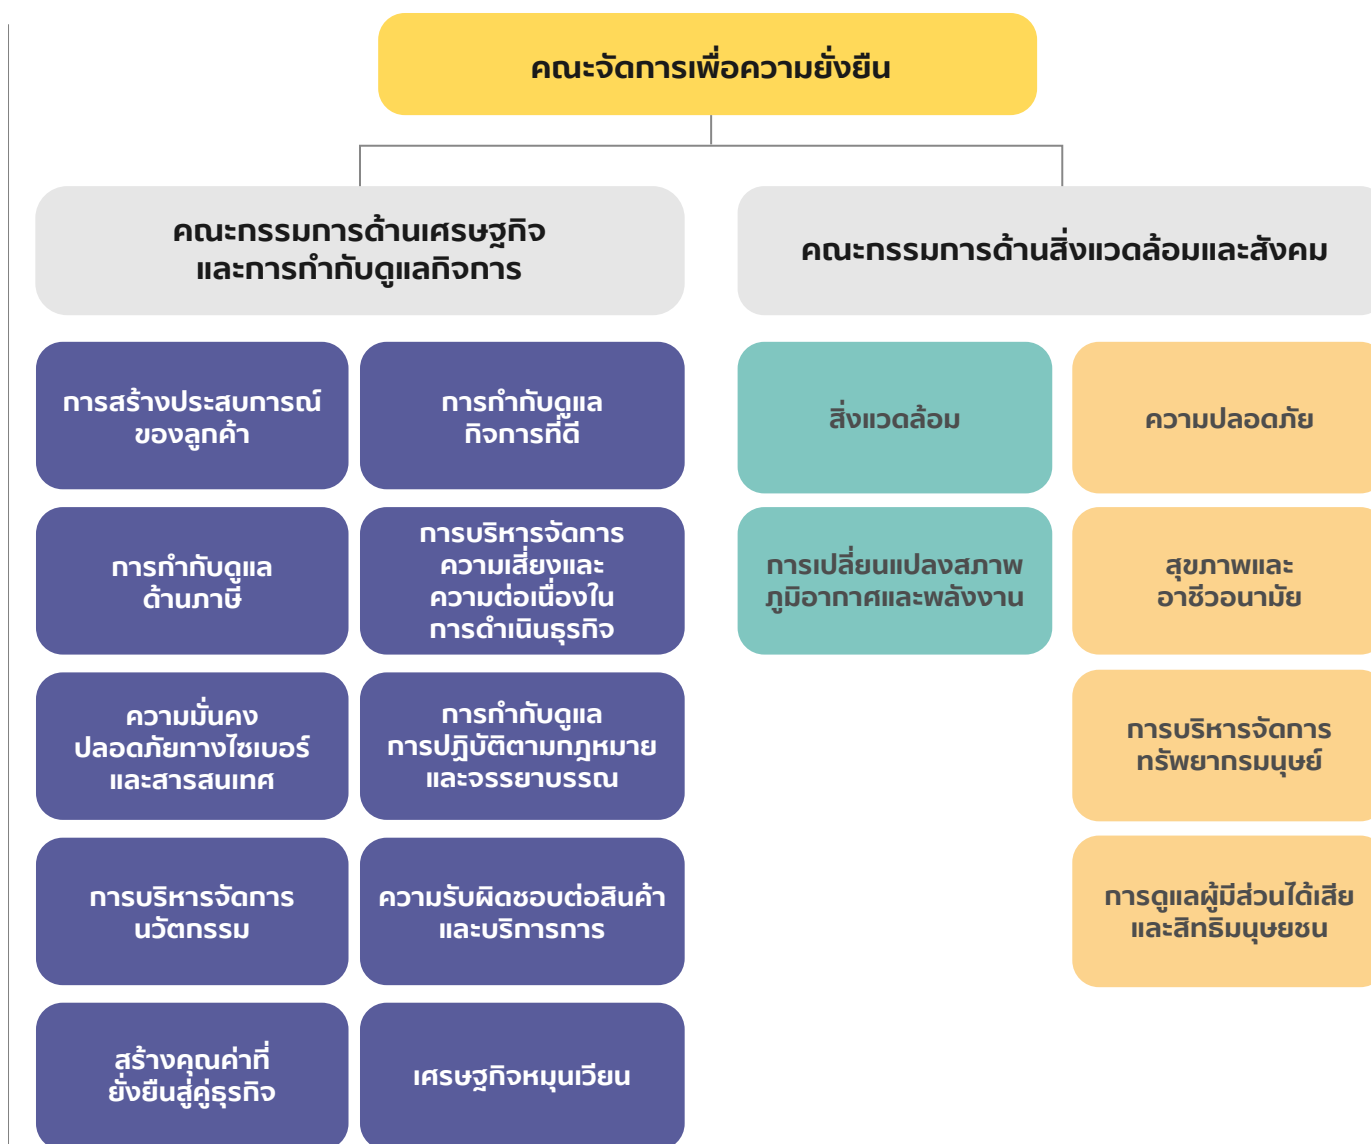 คณะจัดการเพื่อความยั่งยืน
คณะกรรมการด้านเศรษฐกิจ
และการกำกับดูแลกิจการ
การสร้างประสบการณ์
ของลูกค้า
การกำกับดูแล
กิจการที่ดี
การกำกับดูแล
ด้านภาษี
การบริหารจัดการ
ความเสี่ยงและ
ความต่อเนื่องใน
การดำเนินธุรกิจ
ความมั่นคง
ปลอดภัยทางไซเบอร์
และสารสนเทศ
การกำกับดูแล
การปฏิบัติตามกฎหมาย
และจรรยาบรรณ
การบริหารจัดการ
นวัตกรรม
ความรับผิดชอบต่อสินค้า
และบริการการ
สร้างคุณค่าที่
ยั่งยืนสู่คู่ธุรกิจ
เศรษฐกิจหมุนเวียน
คณะกรรมการด้านสิ่งแวดล้อมและสังคม
สิ่งแวดล้อม
ความปลอดภัย
การเปลี่ยนแปลงสภาพ
ภูมิอากาศและพลังงาน
สุขภาพและ
อาชีวอนามัย
การบริหารจัดการ
ทรัพยากรมนุษย์
การดูแลผู้มีส่วนได้เสีย
และสิทธิมนุษยชน